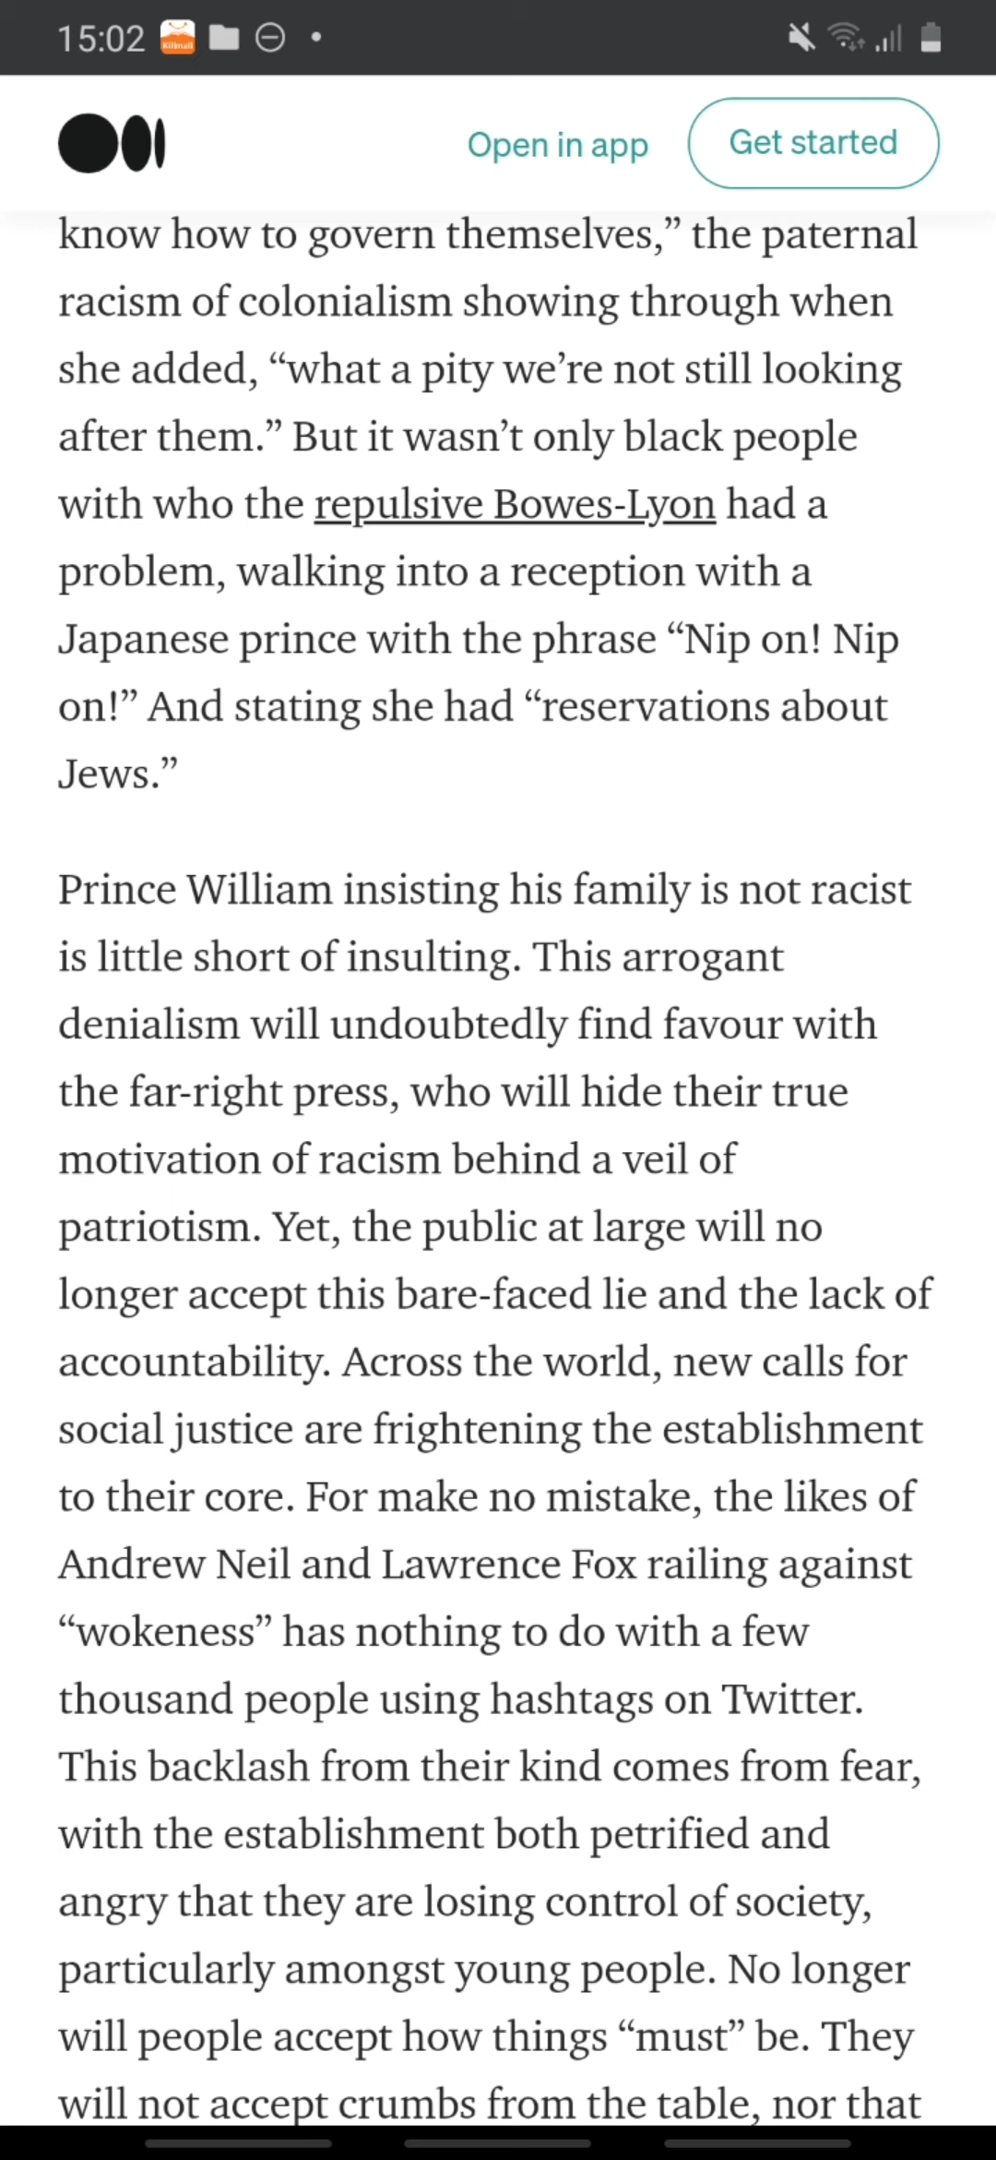 15:02
Kilimall
Open in app
Get started
know how to govern themselves,” the paternal
racism of colonialism showing through when
she added, “what a pity we’re not still looking
after them.” But it wasn’t only black people
with who the repulsive Bowes-Lyon had a
problem, walking into a reception with a
Japanese prince with the phrase “Nip on! Nip
on!” And stating she had “reservations about
Jews.”
Prince William insisting his family is not racist
is little short of insulting. This arrogant
denialism will undoubtedly find favour with
the far-right press, who will hide their true
motivation of racism behind a veil of
patriotism. Yet, the public at large will no
longer accept this bare-faced lie and the lack of
accountability. Across the world, new calls for
social justice are frightening the establishment
to their core. For make no mistake, the likes of
Andrew Neil and Lawrence Fox railing against
“wokeness” has nothing to do with a few
thousand people using hashtags on Twitter.
This backlash from their kind comes from fear,
with the establishment both petrified and
angry that they are losing control of society,
particularly amongst young people. No longer
will people accept how things “must” be. They
will not accept crumbs from the table, nor that